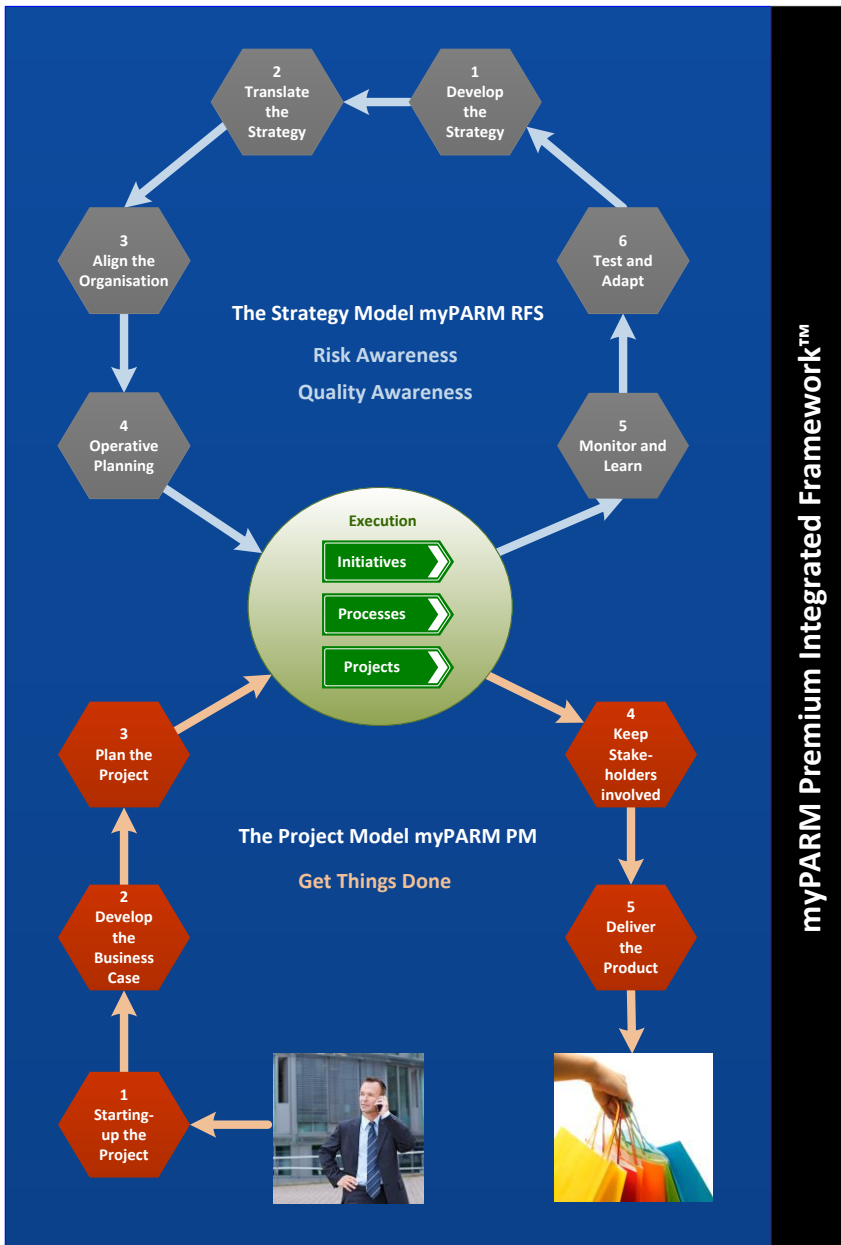 2
Translate
the
Strategy
1
Develop
the
Strategy
3
Align the
Organisation
6
Test and
Adapt
The Strategy Model myPARM RFS
Risk Awareness
Quality Awareness
4
Operative
Planning
5
Monitor and
Learn
Execution
Initiatives
Processes
Projects
3
Plan the
Project
4
Keep
Stake-
holders
involved
The Project Model myPARM PM
Get Things Done
2
Develop
the
Business
Case
5
Deliver
the
Product
1
Starting-
up the
Project
myPARM Premium Integrated Framework™